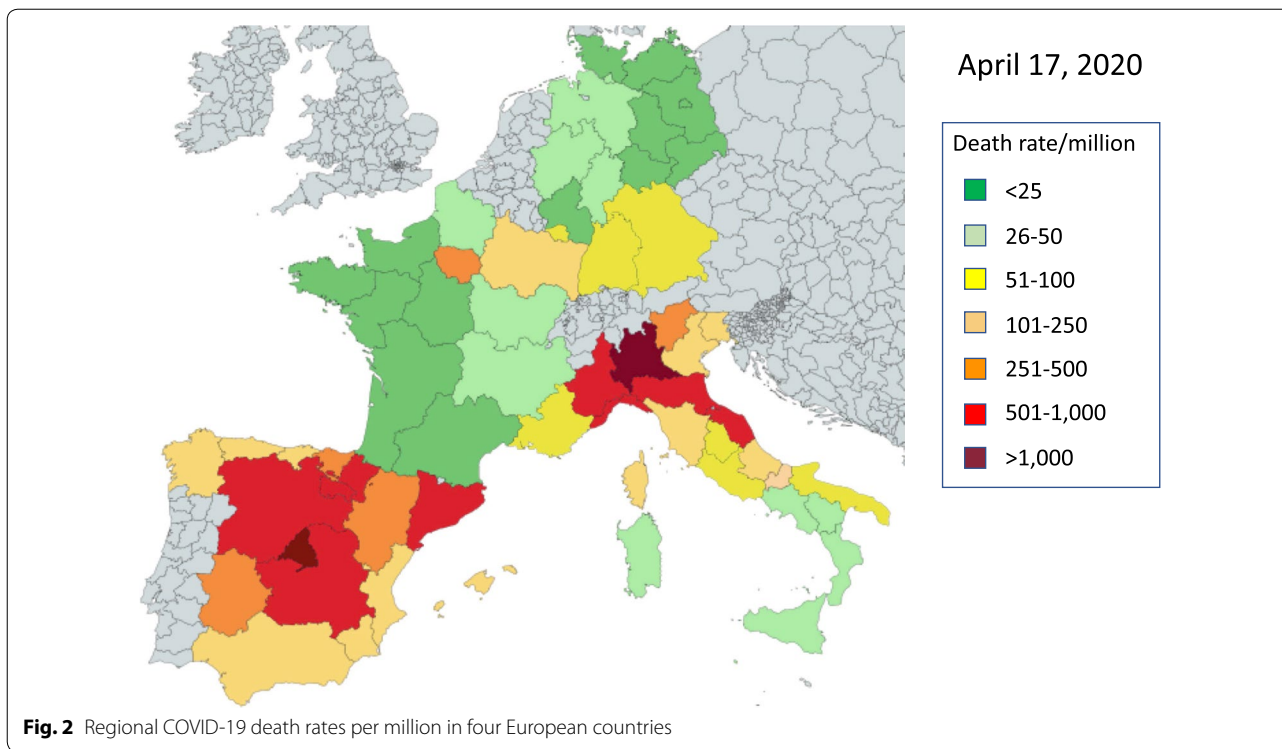 April 17, 2020
Death rate/million
<25
26-50
51-100
101-250
251-500
501-1,000
>1,000
Fig. 2 Regional COVID-19 death rates per million in four European countries